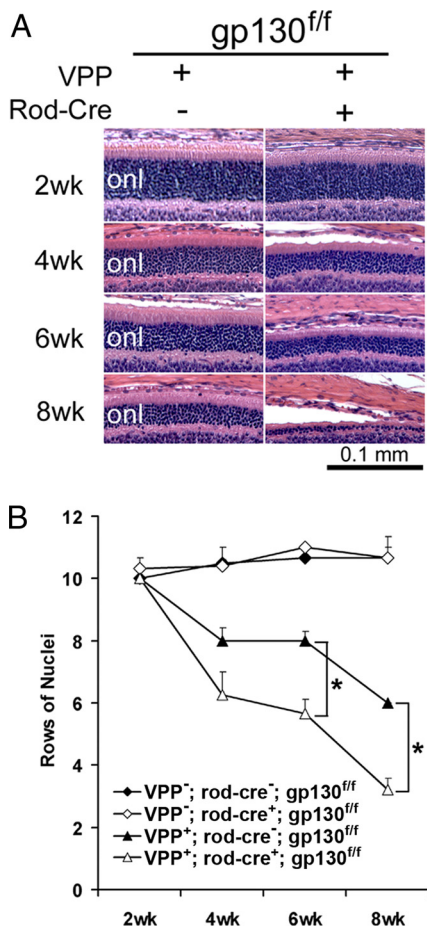 A
gp130f/f
VPP + +
Rod-Cre - +
2wk onl
4wk
6wk onl
8wk onl
0.1 mm
B
12
10
8
6
4
2
0
Rows of Nuclei
*
*
VPP-; rod-cre-; gp130f/f
VPP-; rod-cre+; gp130f/f
VPP+; rod-cre-; gp130f/f
VPP+; rod-cre+; gp130f/f
2wk 4wk 6wk 8wk